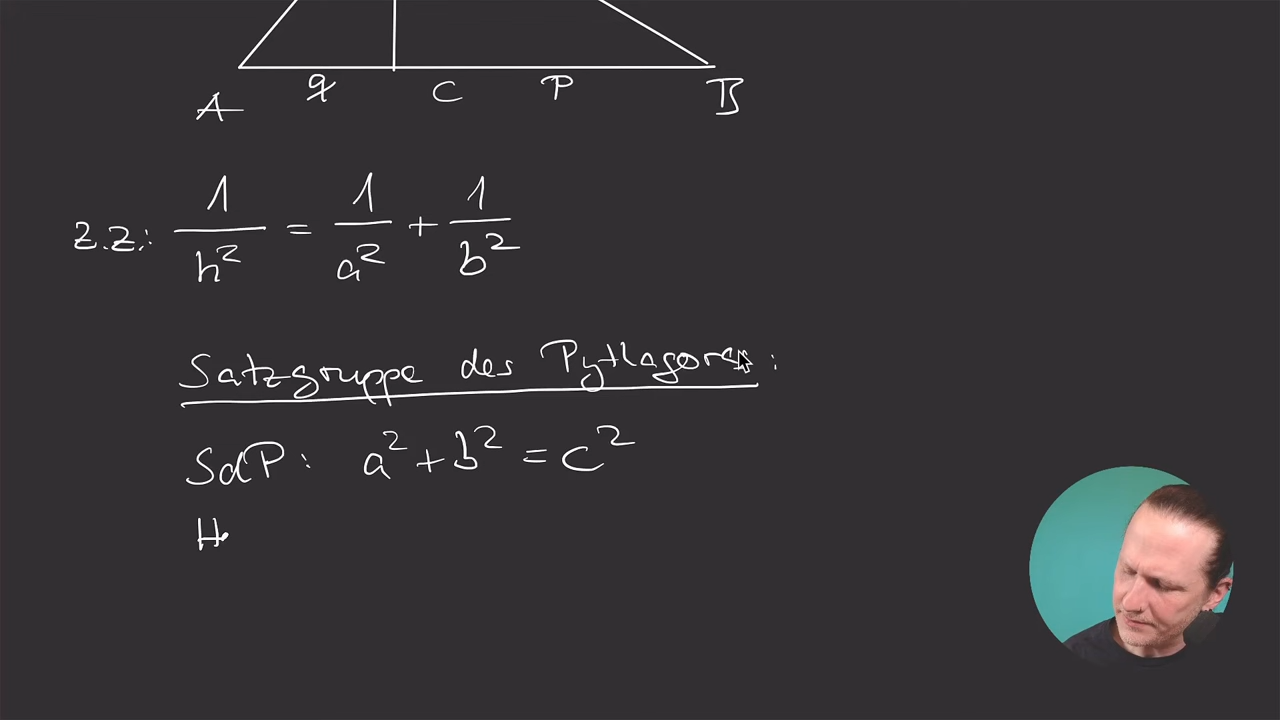 A q C P B
z.z.: 1/h² = 1/a² + 1/b²
Satzgruppe des Pythagoras:
SdP: a² + b² = c²
H